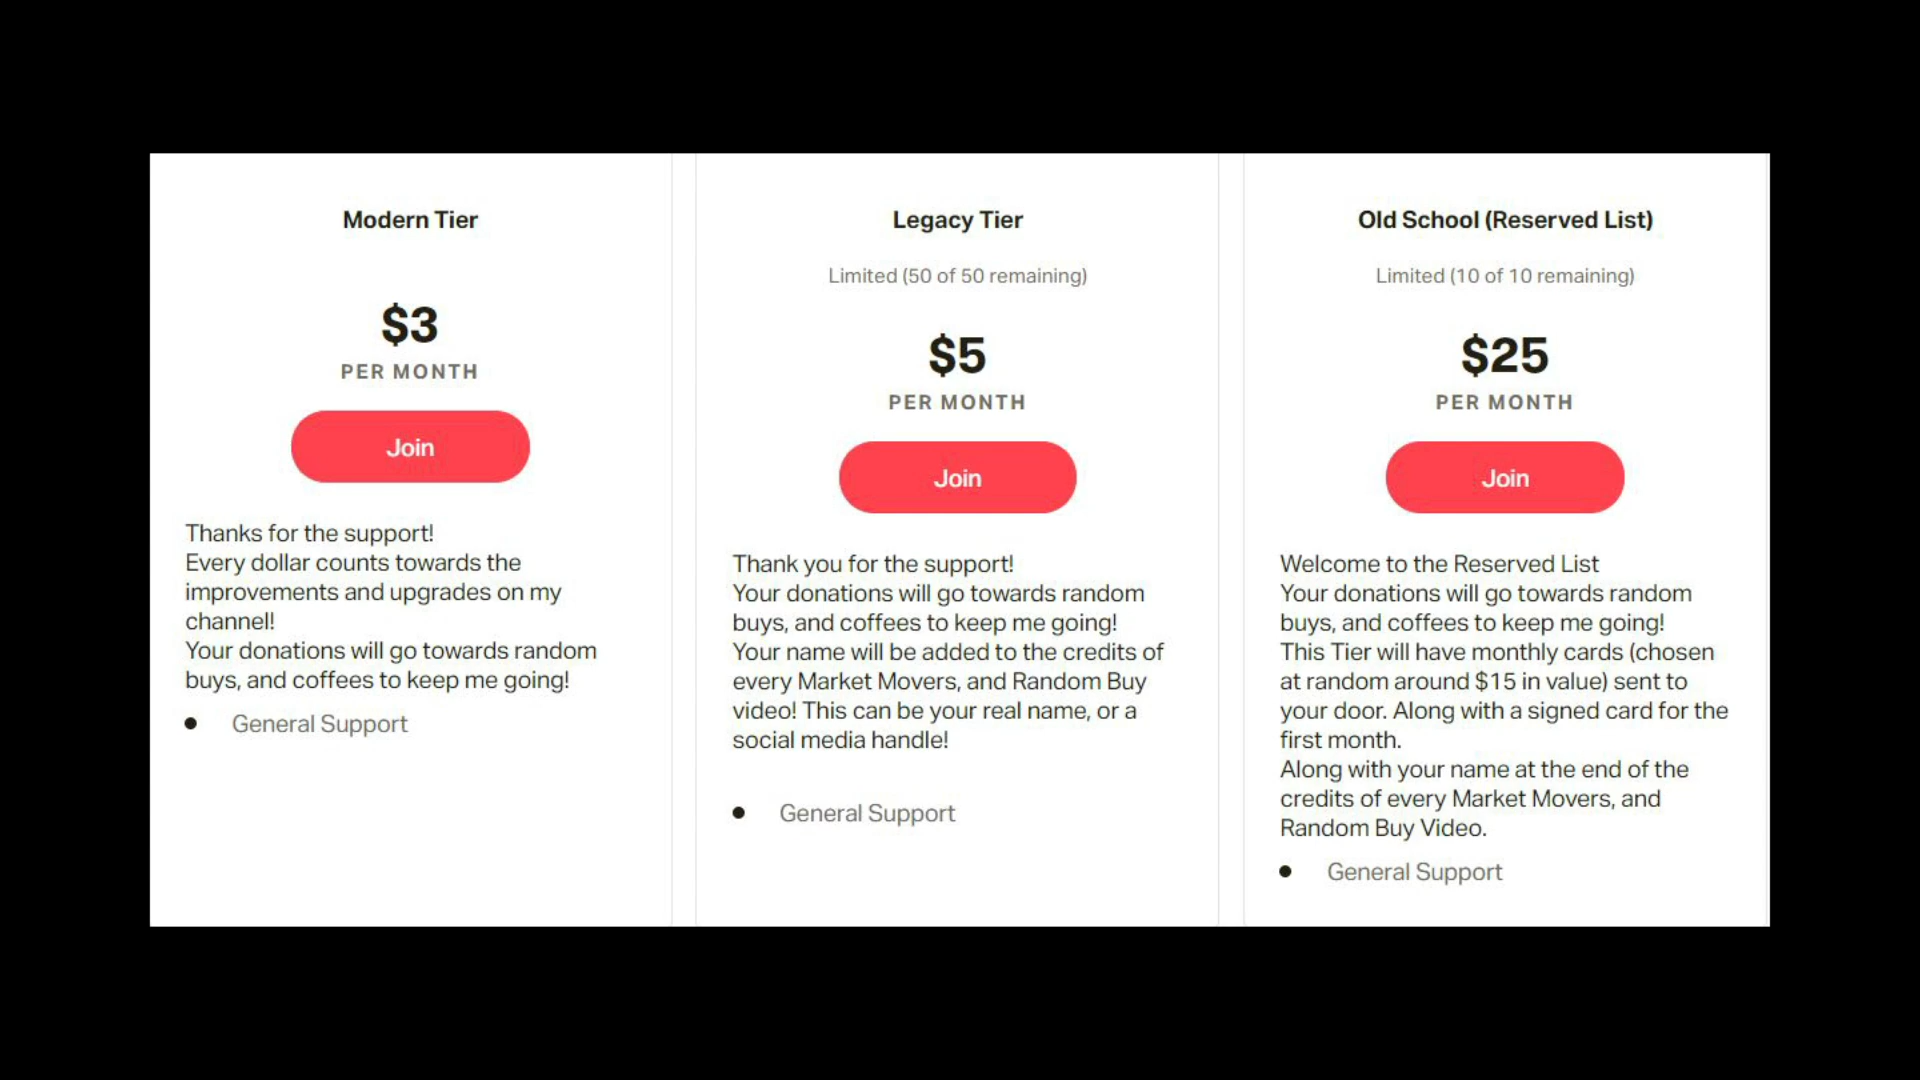 Modern Tier
$3
PER MONTH
Join
Thanks for the support!
Every dollar counts towards the
improvements and upgrades on my
channel!
Your donations will go towards random
buys, and coffees to keep me going!
General Support
Legacy Tier
Limited (50 of 50 remaining)
$5
PER MONTH
Join
Thank you for the support!
Your donations will go towards random
buys, and coffees to keep me going!
Your name will be added to the credits of
every Market Movers, and Random Buy
video! This can be your real name, or a
social media handle!
General Support
Old School (Reserved List)
Limited (10 of 10 remaining)
$25
PER MONTH
Join
Welcome to the Reserved List
Your donations will go towards random
buys, and coffees to keep me going!
This Tier will have monthly cards (chosen
at random around $15 in value) sent to
your door. Along with a signed card for the
first month.
Along with your name at the end of the
credits of every Market Movers, and
Random Buy Video.
General Support